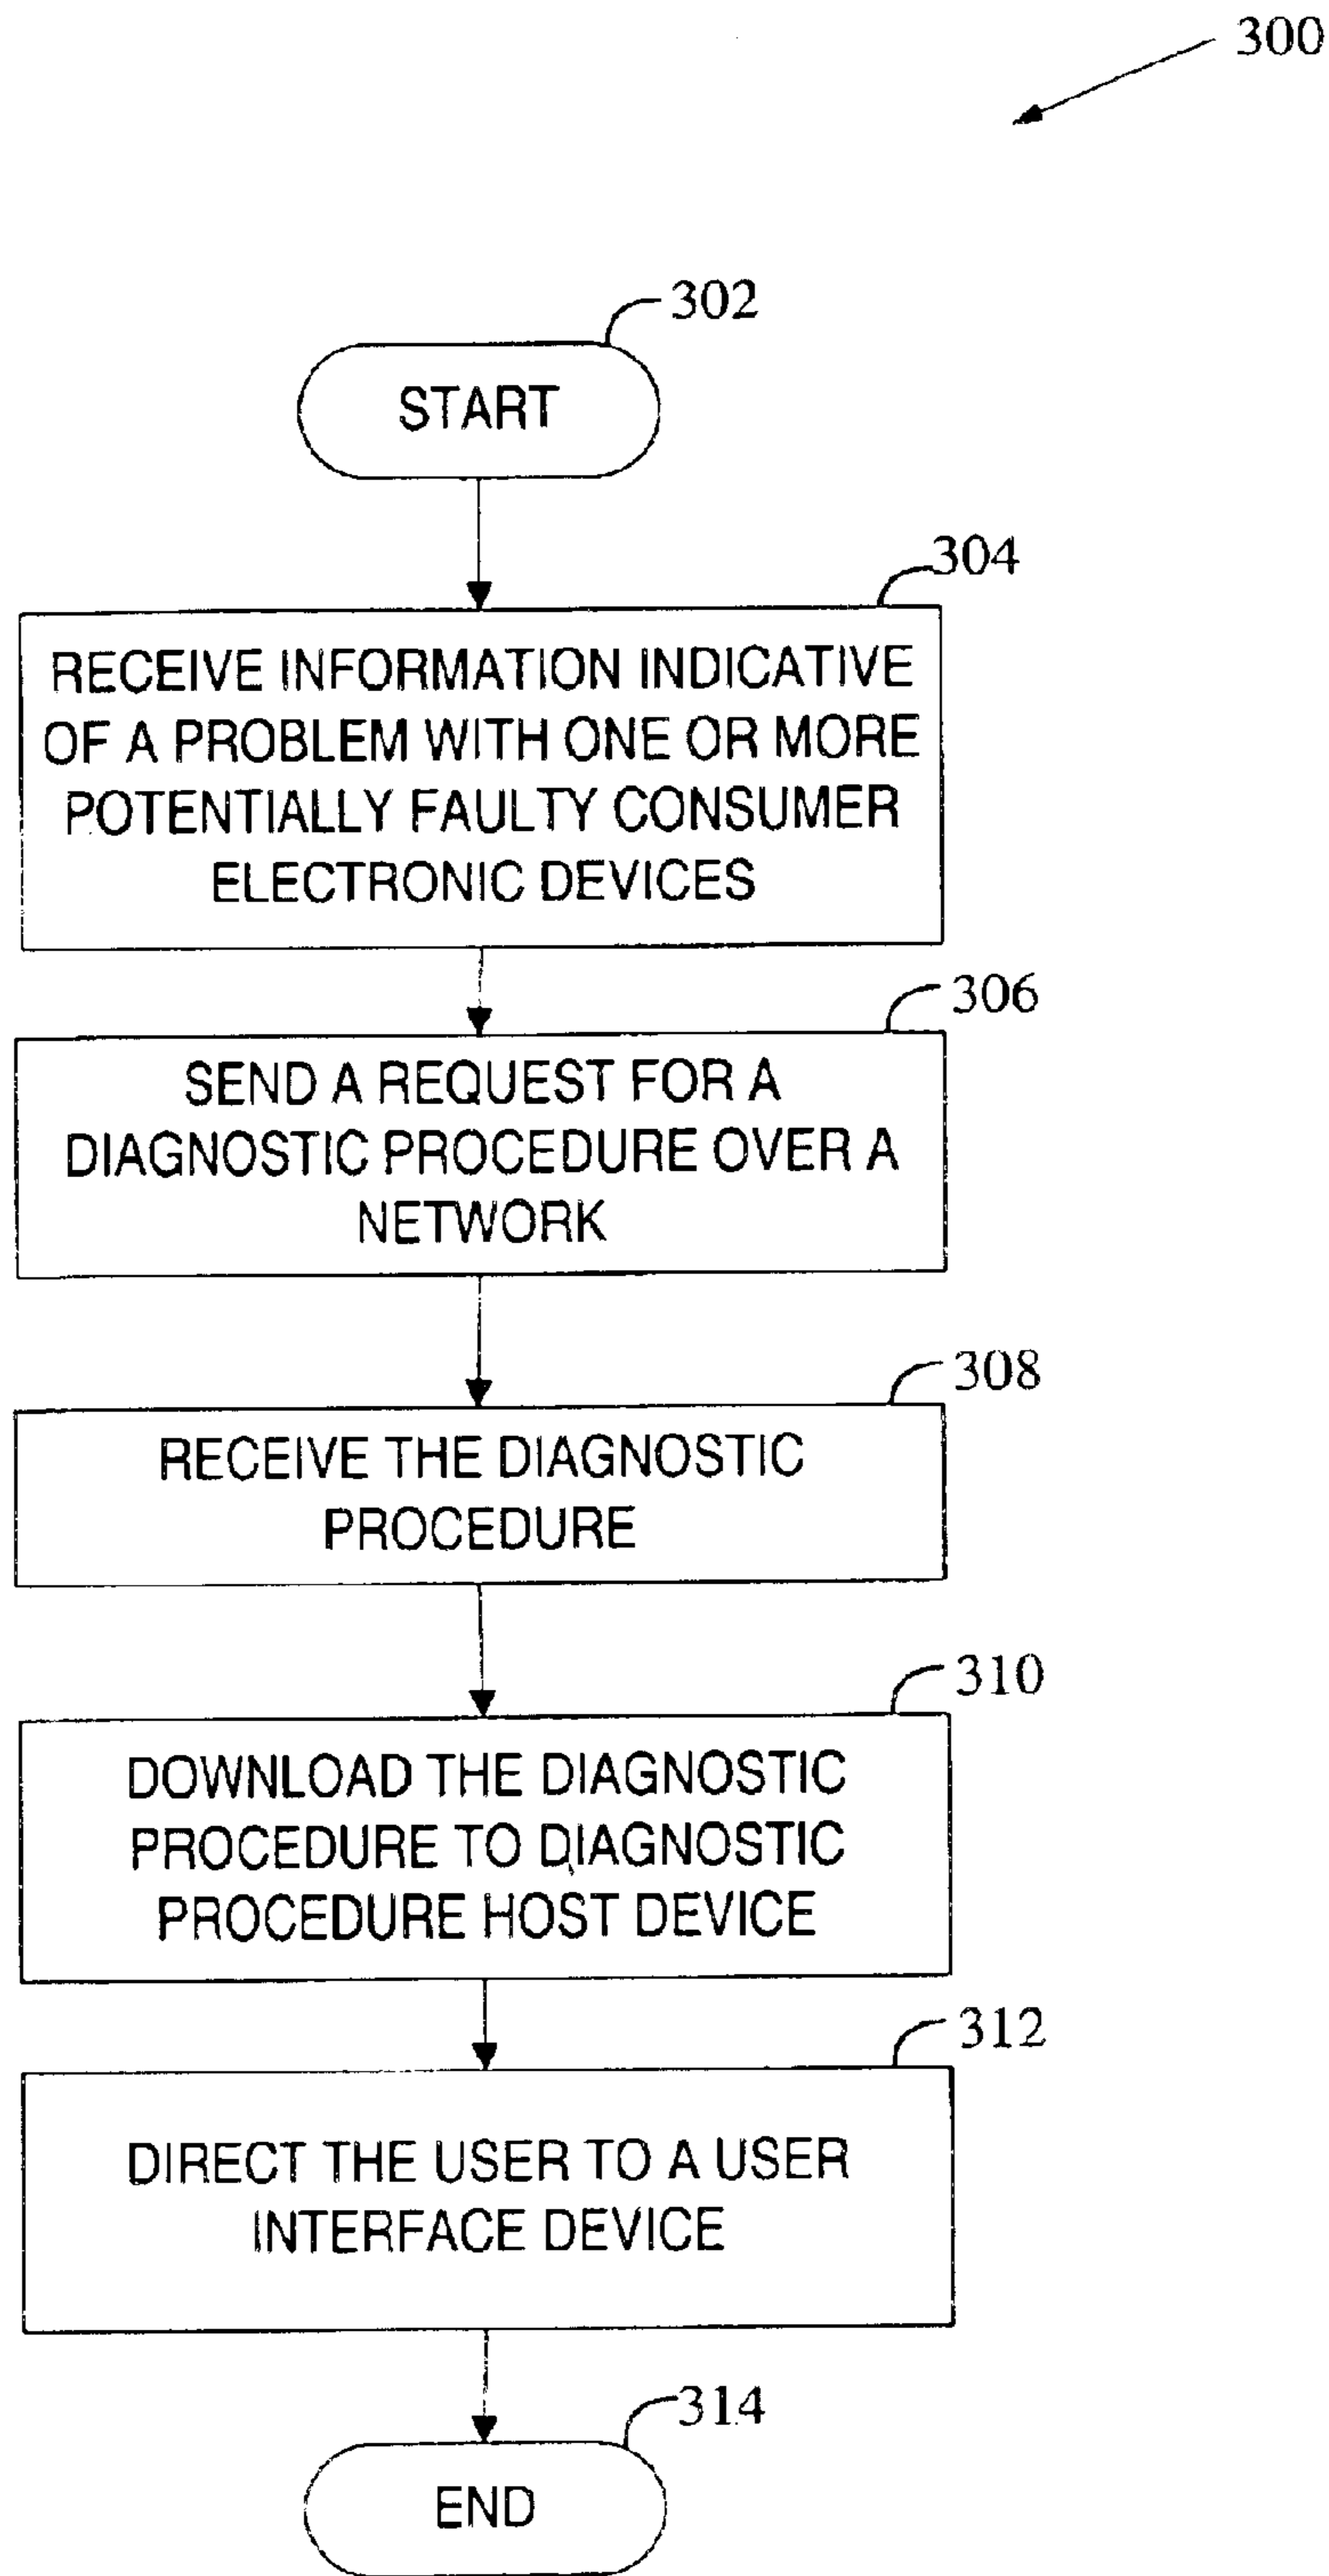 300
302
START
304
RECEIVE INFORMATION INDICATIVE
OF A PROBLEM WITH ONE OR MORE
POTENTIALLY FAULTY CONSUMER
ELECTRONIC DEVICES
306
SEND A REQUEST FOR A
DIAGNOSTIC PROCEDURE OVER A
NETWORK
308
RECEIVE THE DIAGNOSTIC
PROCEDURE
310
DOWNLOAD THE DIAGNOSTIC
PROCEDURE TO DIAGNOSTIC
PROCEDURE HOST DEVICE
312
DIRECT THE USER TO A USER
INTERFACE DEVICE
314
END